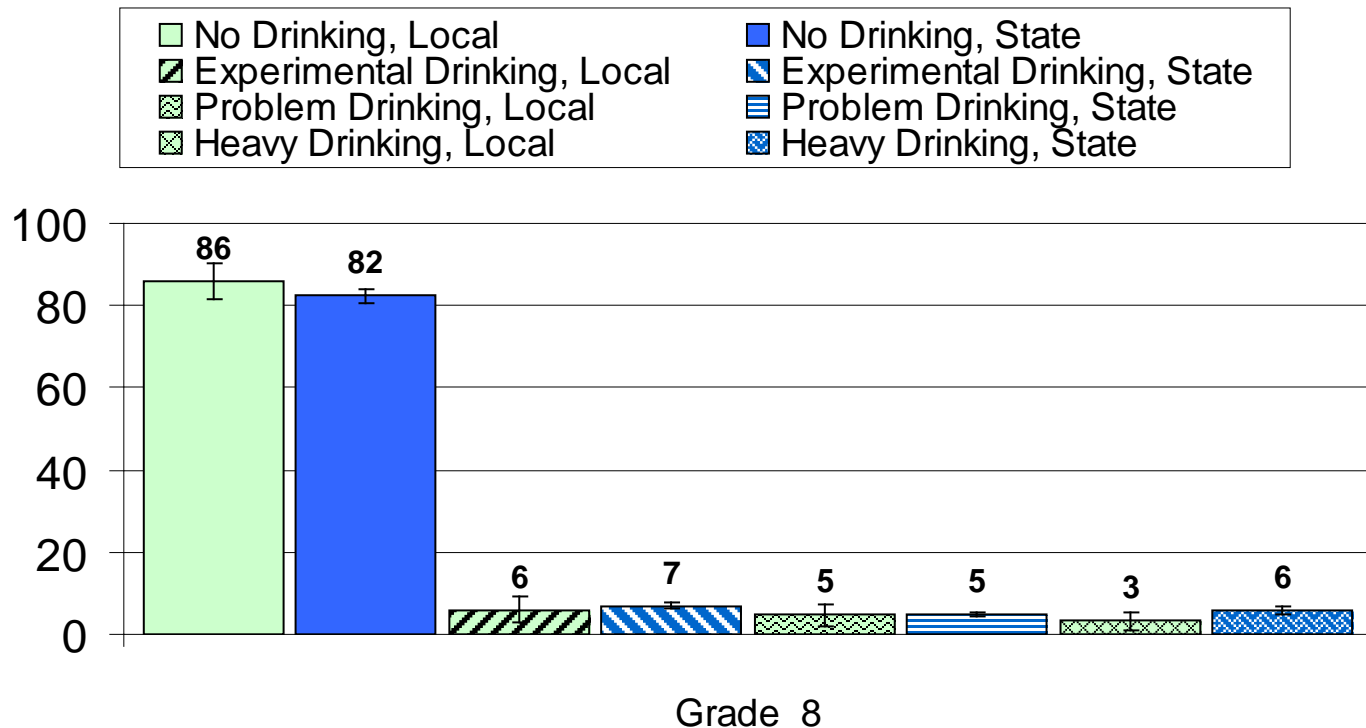 No Drinking, Local No Drinking, State
Experimental Drinking, Local Experimental Drinking, State
Problem Drinking, Local Problem Drinking, State
Heavy Drinking, Local Heavy Drinking, State
100
80
60
40
20
0
86 82 6 7 5 5 3 6
Grade 8